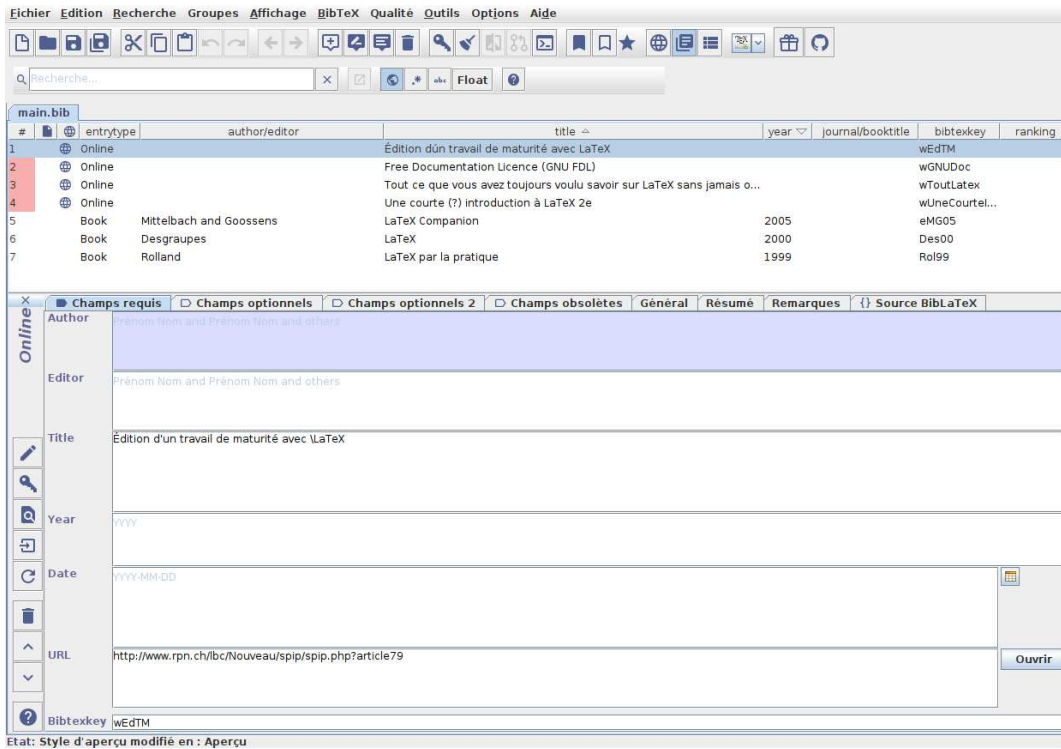 Fichier Edition Recherche Groupes Affichage BibTeX Qualité Outils Options Aide
Recherche...
abc Float
main.bib
# entrytype author/editor title year journal/booktitle bibtexkey ranking
1 Online Édition dún travail de maturité avec LaTeX wEdTM
2 Online Free Documentation Licence (GNU FDL) wGNUDoc
3 Online Tout ce que vous avez toujours voulu savoir sur LaTeX sans jamais o... wToutLatex
4 Online Une courte (?) introduction à LaTeX 2e wUneCourteI...
5 Book Mittelbach and Goossens LaTeX Companion 2005 eMG05
6 Book Desgraupes LaTeX 2000 Des00
7 Book Rolland LaTeX par la pratique 1999 Rol99
Champs requis Champs optionnels Champs optionnels 2 Champs obsolètes Général Résumé Remarques {} Source BibLaTeX
Online
Author Prénom Nom and Prénom Nom and others
Editor Prénom Nom and Prénom Nom and others
Title Édition d'un travail de maturité avec \LaTeX
Year YYYY
Date YYYY-MM-DD
URL http://www.rpn.ch/lbc/Nouveau/spip/spip.php?article79 Ouvrir
Bibtexkey wEdTM
Etat: Style d'aperçu modifié en : Aperçu